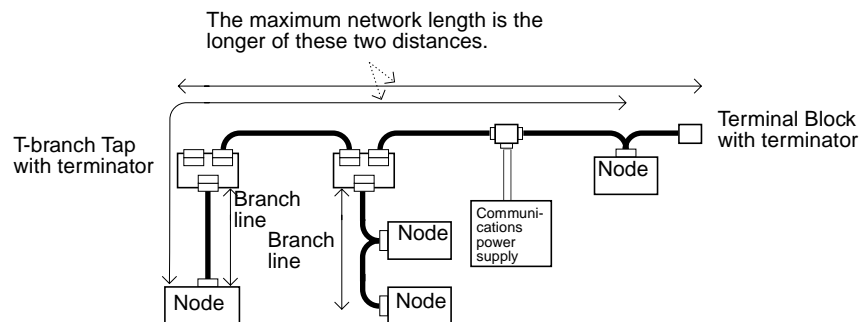 The maximum network length is the
longer of these two distances.
T-branch Tap
with terminator
Terminal Block
with terminator
Node
Branch
line
Branch
line
Node
Communi-
cations
power
supply
Node
Node